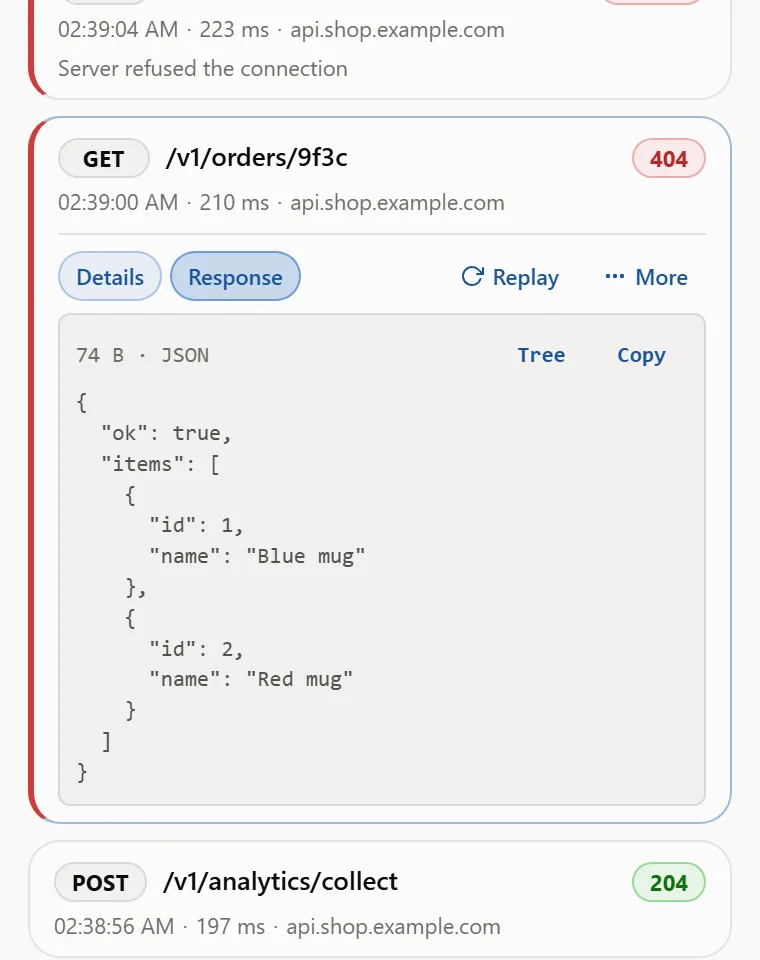 02:39:04 AM · 223 ms · api.shop.example.com
Server refused the connection
GET /v1/orders/9f3c 404
02:39:00 AM · 210 ms · api.shop.example.com
Details Response Replay ··· More
74 B · JSON Tree Copy
{
  "ok": true,
  "items": [
    {
      "id": 1,
      "name": "Blue mug"
    },
    {
      "id": 2,
      "name": "Red mug"
    }
  ]
}
POST /v1/analytics/collect 204
02:38:56 AM · 197 ms · api.shop.example.com